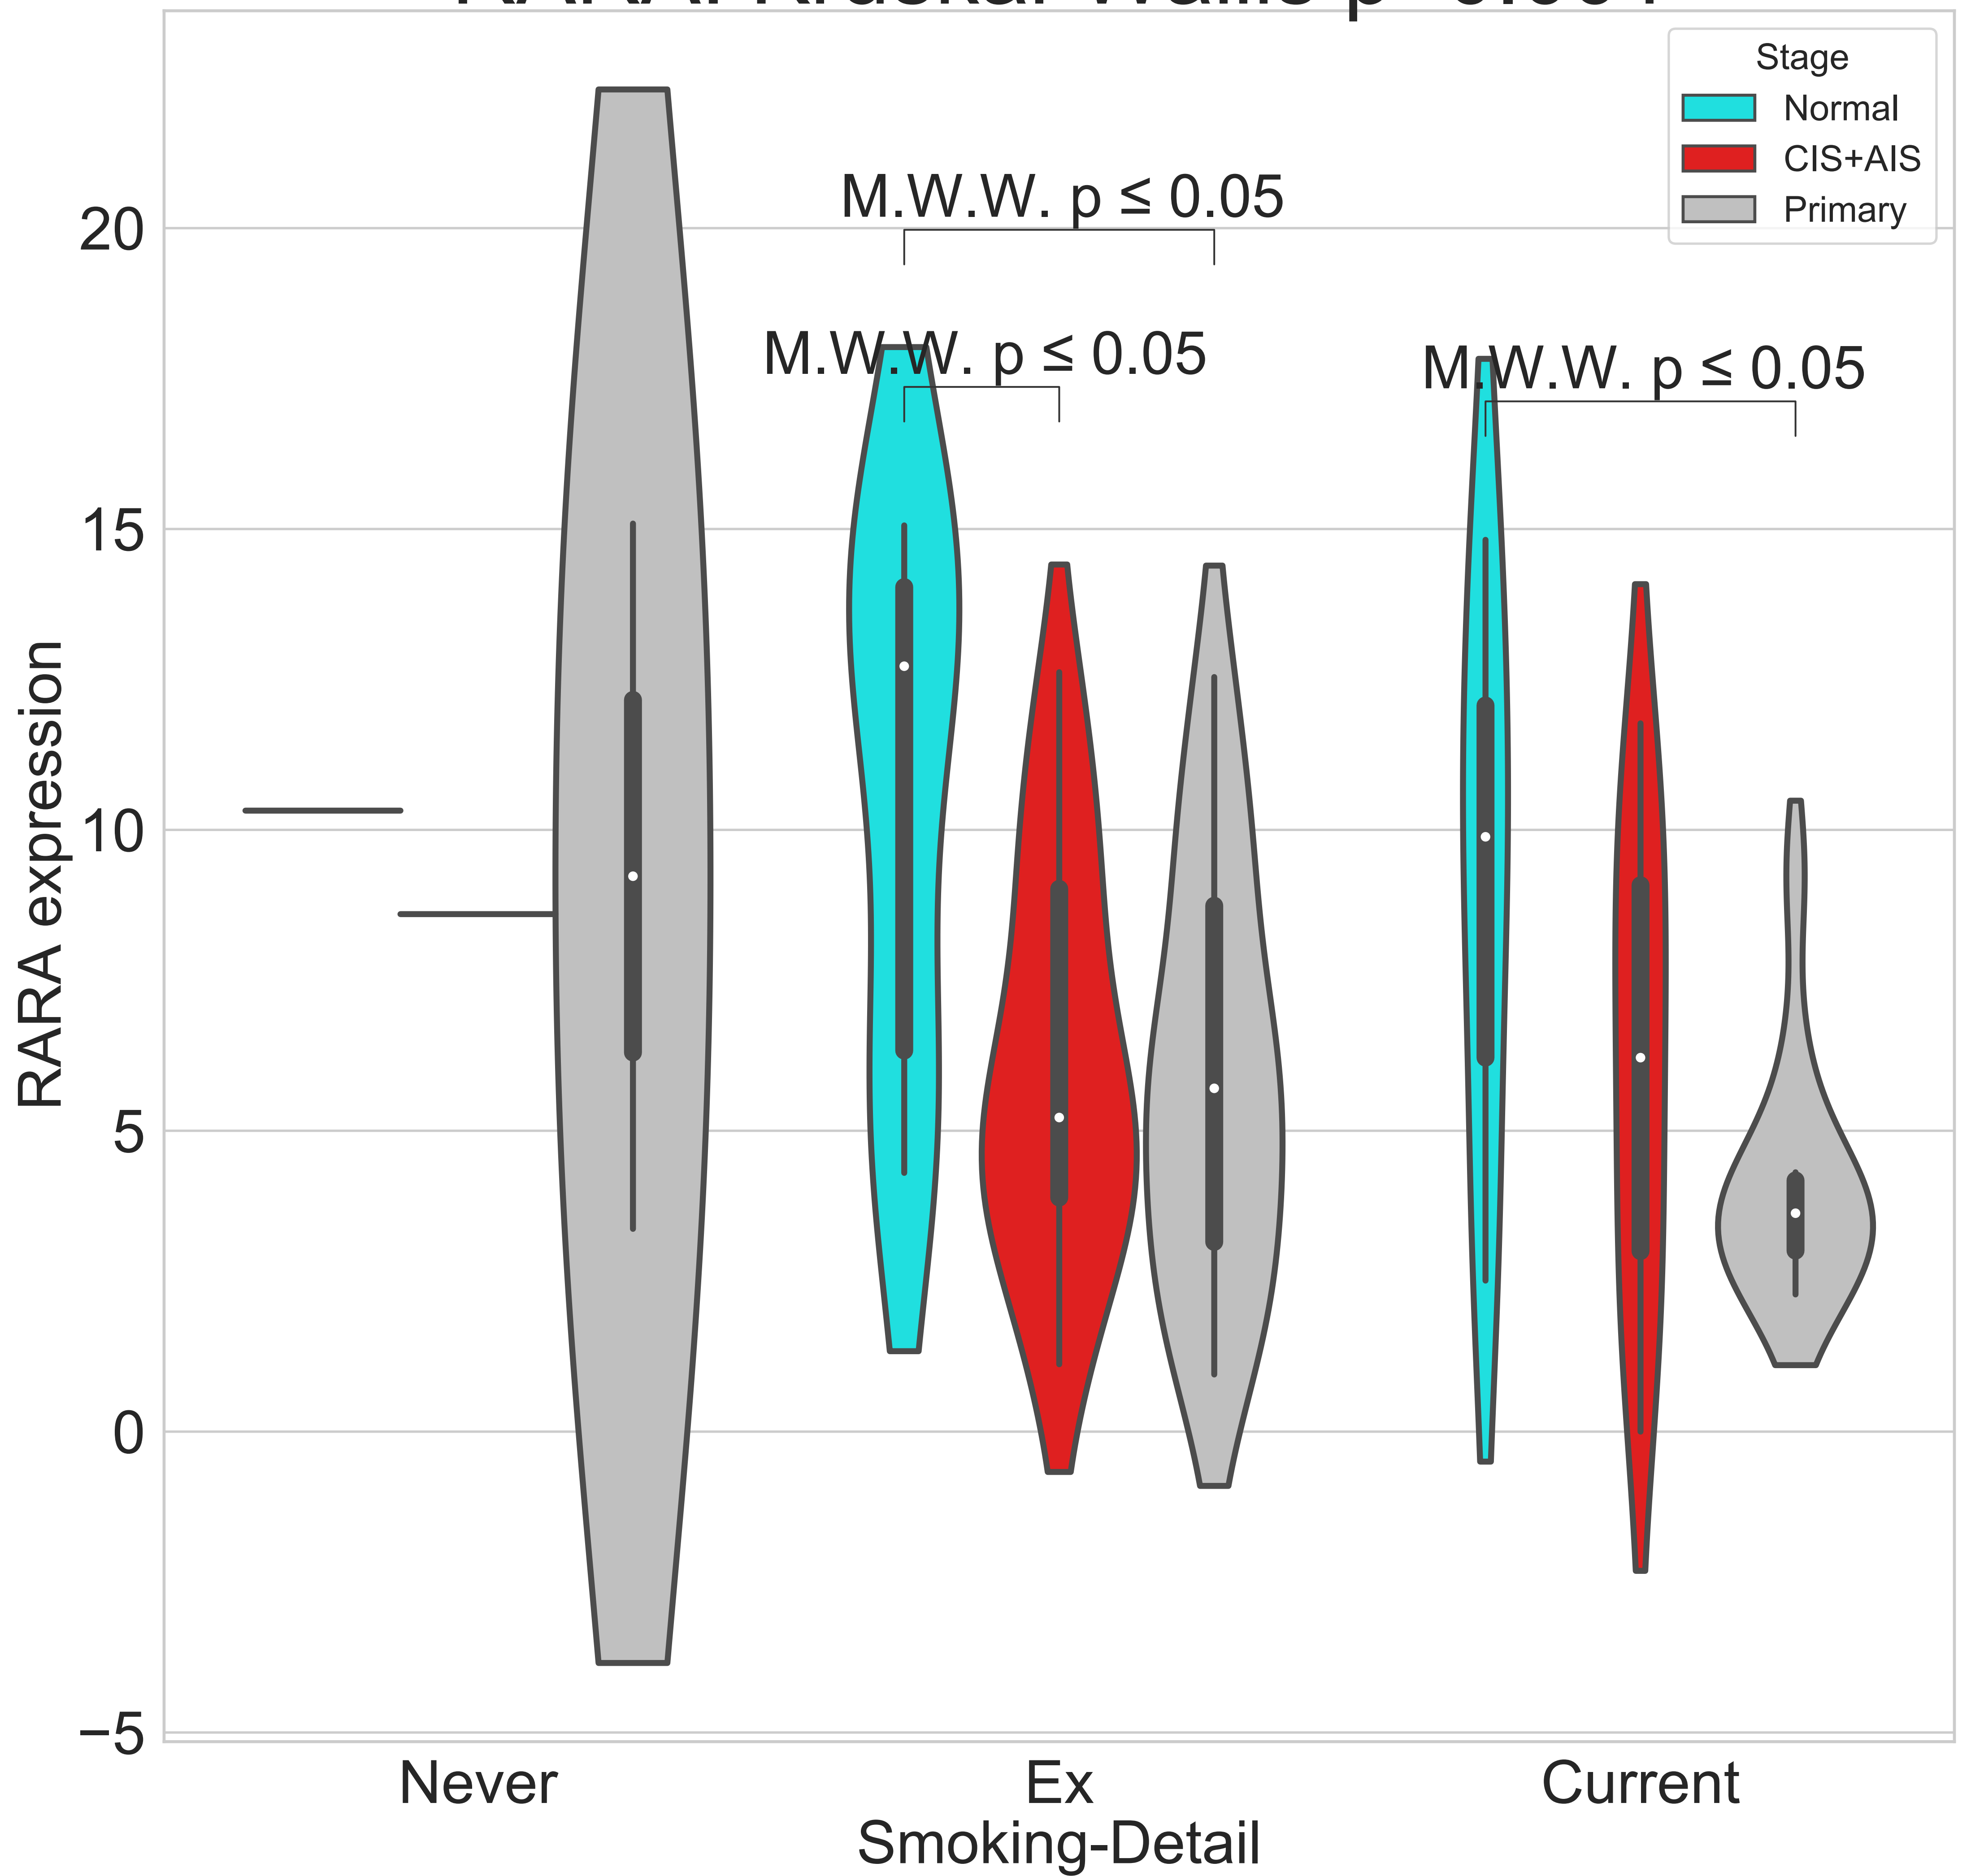 Stage
Normal
CIS+AIS
Primary
M.W.W. p ≤ 0.05
M.W.W. p ≤ 0.05
M.W.W. p ≤ 0.05
20
15
10
5
0
−5
RARA expression
Never
Ex
Current
Smoking-Detail